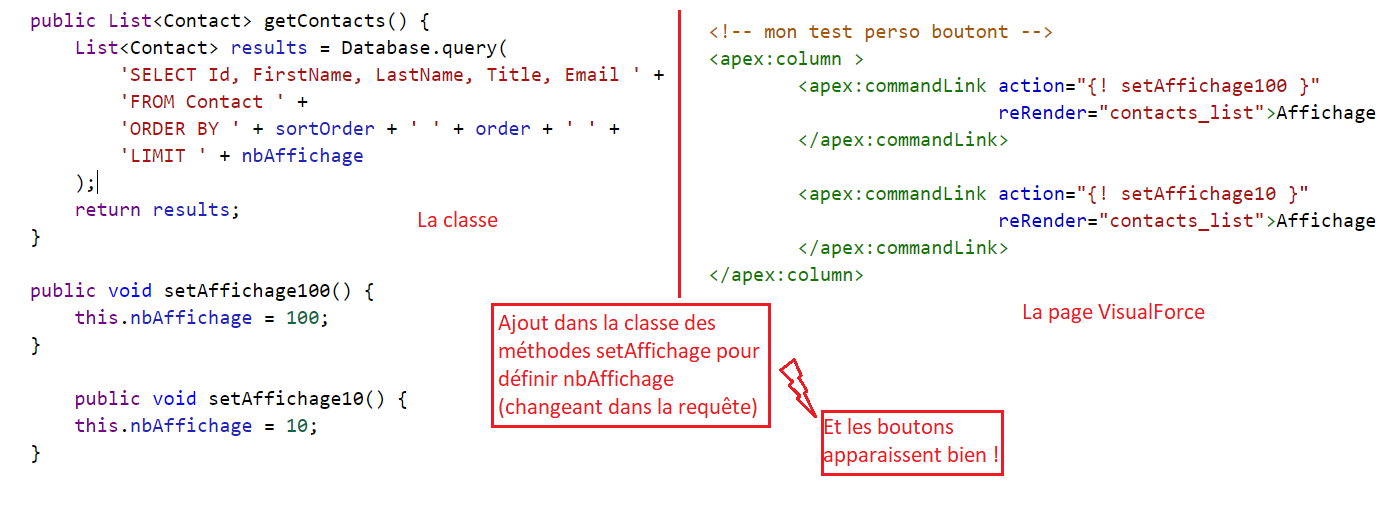 public List<Contact> getContacts() {
List<Contact> results = Database.query(
'SELECT Id, FirstName, LastName, Title, Email ' +
'FROM Contact ' +
'ORDER BY ' + sortOrder + ' ' + order + ' ' +
'LIMIT ' + nbAffichage
);
return results;
}
La classe
public void setAffichage100() {
this.nbAffichage = 100;
}
public void setAffichage10() {
this.nbAffichage = 10;
}
<!-- mon test perso boutont -->
<apex:column >
<apex:commandLink action="{! setAffichage100 }"
reRender="contacts_list">Affichage
</apex:commandLink>
<apex:commandLink action="{! setAffichage10 }"
reRender="contacts_list">Affichage
</apex:commandLink>
</apex:column>
La page VisualForce
Ajout dans la classe des
méthodes setAffichage pour
définir nbAffichage
(changeant dans la requête)
Et les boutons
apparaissent bien !